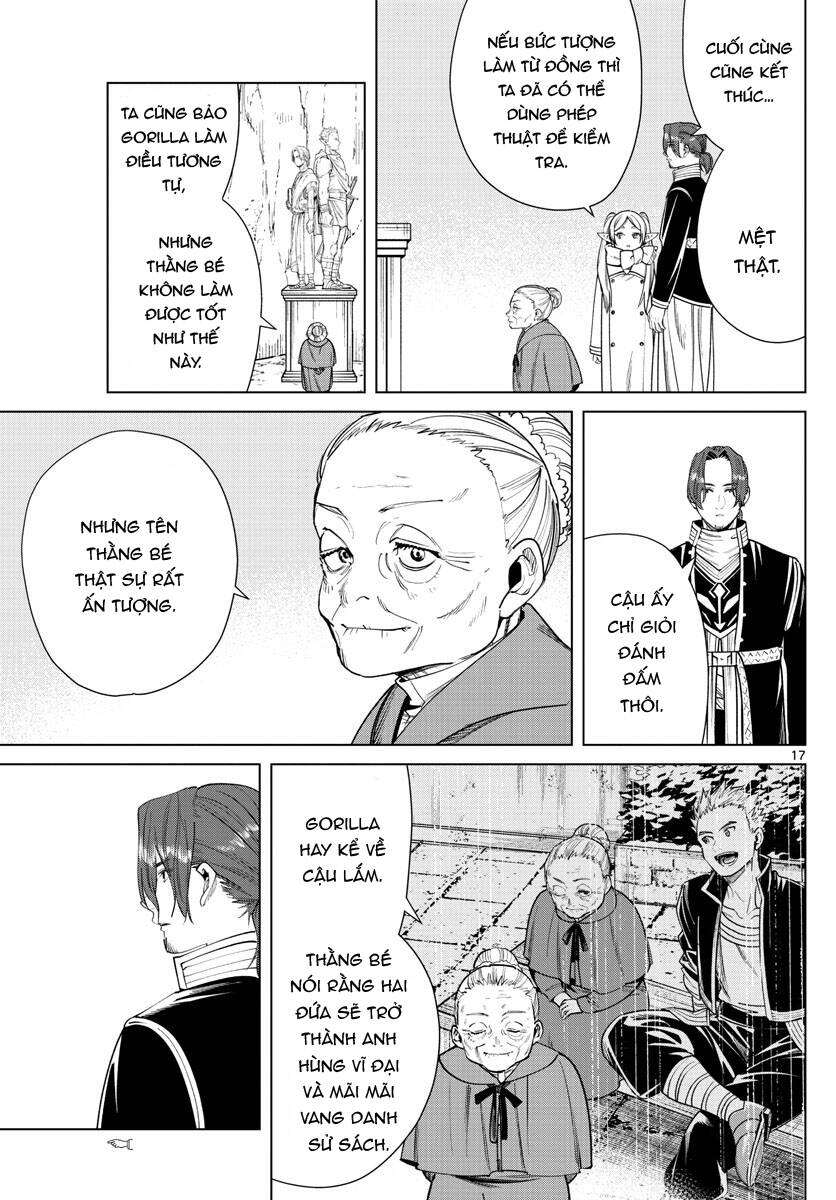 CUỐI CÙNG
CŨNG KẾT
THÚC...
MỆT
THẬT.
NẾU BỨC TƯỢNG
LÀM TỪ ĐỒNG THÌ
TA ĐÃ CÓ THỂ
DÙNG PHÉP
THUẬT ĐỂ KIỂM
TRA.
TA CŨNG BẢO
GORILLA LÀM
ĐIỀU TƯƠNG
TỰ,
NHƯNG
THẰNG BÉ
KHÔNG LÀM
ĐƯỢC TỐT
NHƯ THẾ
NÀY.
CẬU ẤY
CHỈ GIỎI
ĐÁNH
ĐẤM
THÔI.
NHƯNG TÊN
THẰNG BÉ
THẬT SỰ RẤT
ẤN TƯỢNG.
17
GORILLA
HAY KỂ VỀ
CẬU LẮM.
THẰNG BÉ
NÓI RẰNG HAI
ĐỨA SẼ TRỞ
THÀNH ANH
HÙNG VĨ ĐẠI
VÀ MÃI MÃI
VANG DANH
SỬ SÁCH.